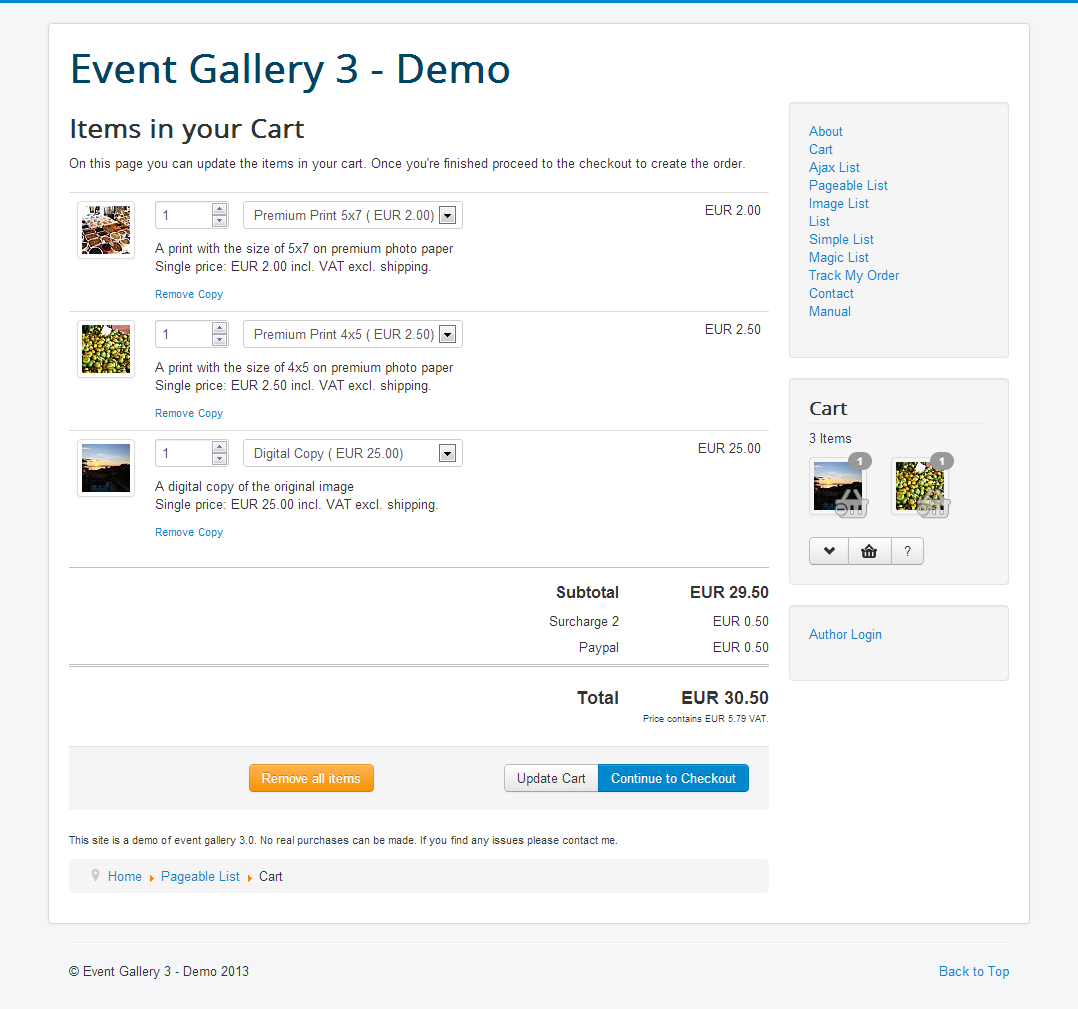 Event Gallery 3 - Demo
Items in your Cart
On this page you can update the items in your cart. Once you're finished proceed to the checkout to create the order.
1 Premium Print 5x7 ( EUR 2.00) EUR 2.00
A print with the size of 5x7 on premium photo paper
Single price: EUR 2.00 incl. VAT excl. shipping.
Remove Copy
1 Premium Print 4x5 ( EUR 2.50) EUR 2.50
A print with the size of 4x5 on premium photo paper
Single price: EUR 2.50 incl. VAT excl. shipping.
Remove Copy
1 Digital Copy ( EUR 25.00) EUR 25.00
A digital copy of the original image
Single price: EUR 25.00 incl. VAT excl. shipping.
Remove Copy
Subtotal EUR 29.50
Surcharge 2 EUR 0.50
Paypal EUR 0.50
Total EUR 30.50
Price contains EUR 5.79 VAT.
Remove all items Update Cart Continue to Checkout
This site is a demo of event gallery 3.0. No real purchases can be made. If you find any issues please contact me.
Home Pageable List Cart
About
Cart
Ajax List
Pageable List
Image List
List
Simple List
Magic List
Track My Order
Contact
Manual
Cart
3 Items
1 1
?
Author Login
© Event Gallery 3 - Demo 2013
Back to Top